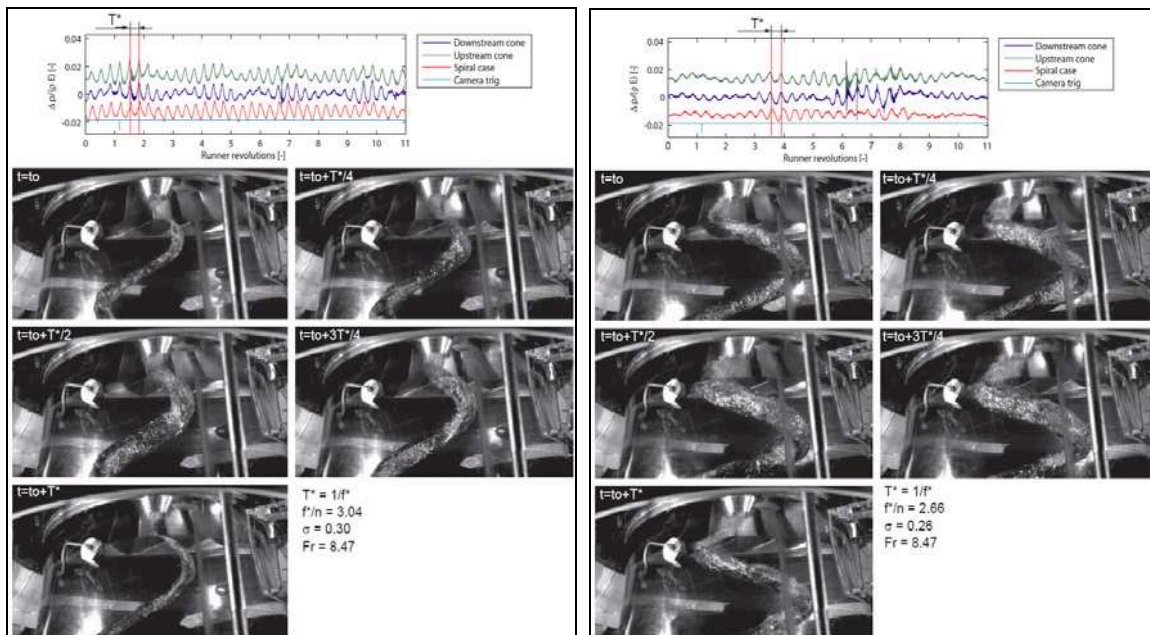 T*
0.04
0.02
0
-0.02
Δ p/(ρ E) [-]
0 1 2 3 4 5 6 7 8 9 10 11
Runner revolutions [-]
Downstream cone
Upstream cone
Spiral case
Camera trig
t=to
t=to+T*/4
t=to+T*/2
t=to+3T*/4
t=to+T*
T* = 1/f*
f*/n = 3.04
σ = 0.30
Fr = 8.47
T*
0.04
0.02
0
-0.02
Δ p/(ρ E) [-]
0 1 2 3 4 5 6 7 8 9 10 11
Runner revolutions [-]
Downstream cone
Upstream cone
Spiral case
Camera trig
t=to
t=to+T*/4
t=to+T*/2
t=to+3T*/4
t=to+T*
T* = 1/f*
f*/n = 2.66
σ = 0.26
Fr = 8.47